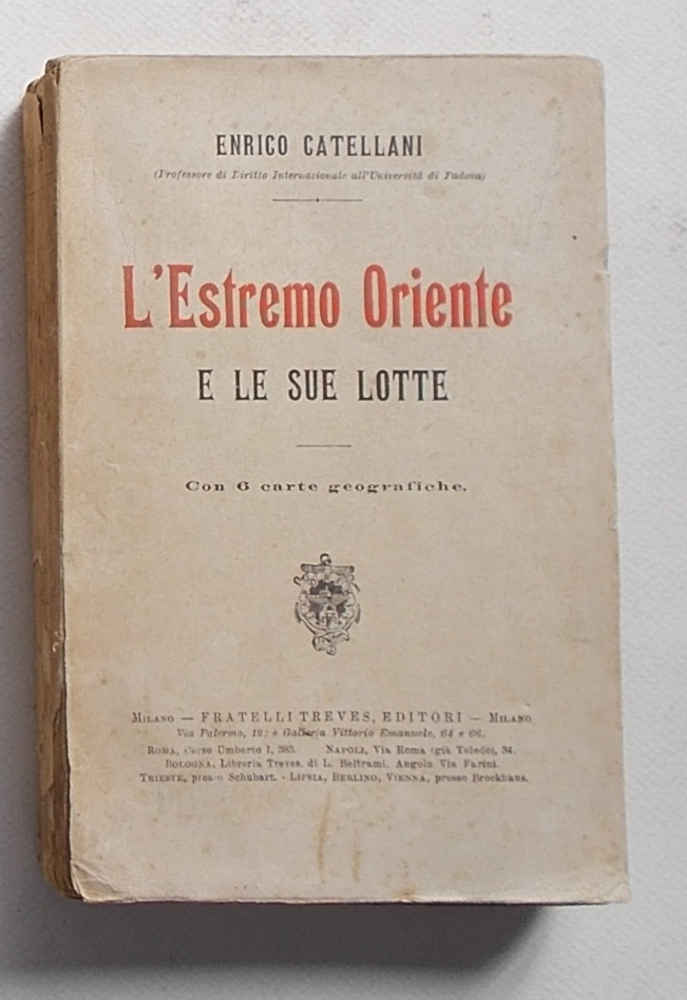 ENRICO CATELLANI
(Professore di Diritto Internazionale all'Università di Padova)
L'Estremo Oriente
E LE SUE LOTTE
Con 6 carte geografiche.
MILANO — FRATELLI TREVES, EDITORI — MILANO
Via Palermo, 12; e Galleria Vittorio Emanuele, 64 e 66.
ROMA, Corso Umberto I, 383. NAPOLI, Via Roma (già Toledo), 34.
BOLOGNA, Libreria Treves, di L. Beltrami, Angolo Via Farini.
TRIESTE, presso Schubart. - LIPSIA, BERLINO, VIENNA, presso Brockhaus.